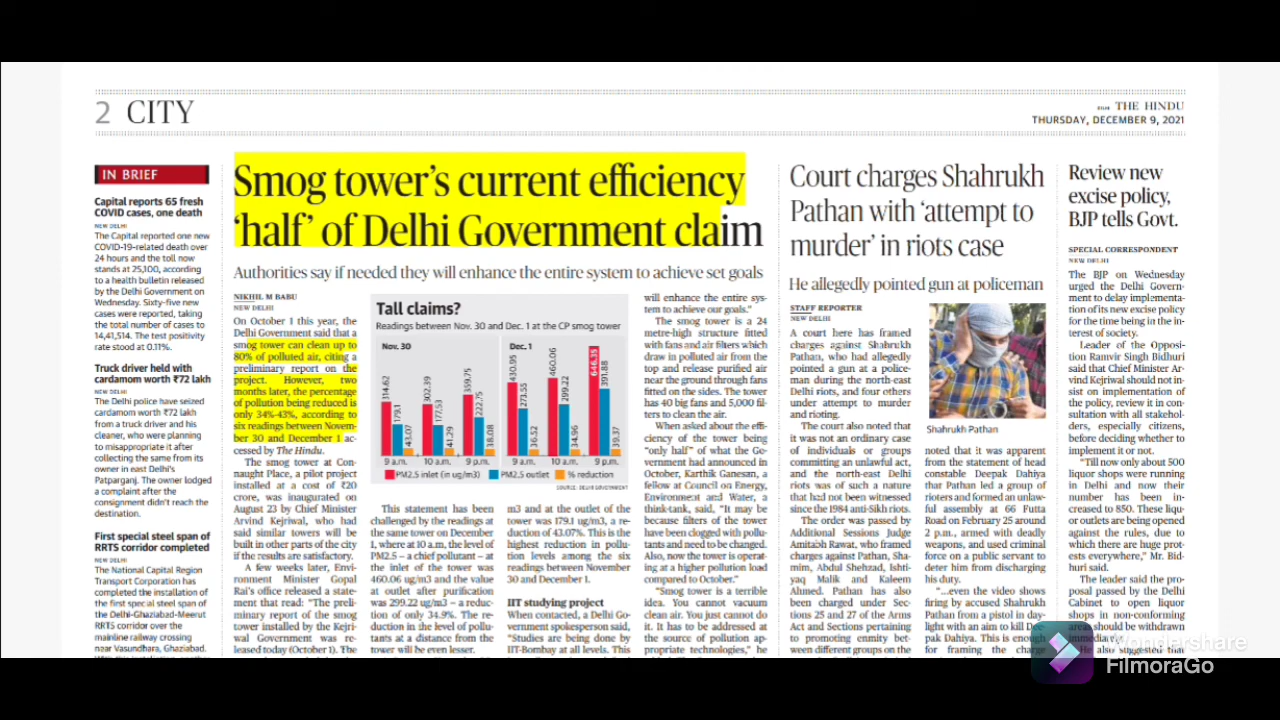 2 CITY
THE HINDU
THURSDAY, DECEMBER 9, 2021
IN BRIEF
Capital reports 65 fresh
COVID cases, one death
NEW DELHI
The Capital reported one new
COVID-19-related death over
24 hours and the toll now
stands at 25,100, according
to a health bulletin released
by the Delhi Government on
Wednesday. Sixty-five new
cases were reported, taking
the total number of cases to
14,41,514. The test positivity
rate stood at 0.11%.
Truck driver held with
cardamom worth ₹72 lakh
NEW DELHI
The Delhi police have seized
cardamom worth ₹72 lakh
from a truck driver and his
cleaner, who were planning
to misappropriate it after
collecting the same from its
owner in east Delhi's
Patparganj. The owner lodged
a complaint after the
consignment didn't reach the
destination.
First special steel span of
RRTS corridor completed
NEW DELHI
The National Capital Region
Transport Corporation has
completed the installation of
the first special steel span of
the Delhi-Ghaziabad-Meerut
RRTS corridor over the
mainline railway crossing
near Vasundhra, Ghaziabad.
Smog tower's current efficiency
'half' of Delhi Government claim
Authorities say if needed they will enhance the entire system to achieve set goals
NIKHIL M BABU
NEW DELHI
On October 1 this year, the
Delhi Government said that a
smog tower can clean up to
80% of polluted air, citing a
preliminary report on the
project. However, two
months later, the percentage
of pollution being reduced is
only 34%-43%, according to
six readings between Novem-
ber 30 and December 1 ac-
cessed by The Hindu.
The smog tower at Con-
naught Place, a pilot project
installed at a cost of ₹20
crore, was inaugurated on
August 23 by Chief Minister
Arvind Kejriwal, who had
said similar towers will be
built in other parts of the city
if the results are satisfactory.
A few weeks later, Envi-
ronment Minister Gopal
Rai's office released a state-
ment that read: "The preli-
minary report of the smog
tower installed by the Kejri-
wal Government was re-
leased today (October 1). The
Tall claims?
Readings between Nov. 30 and Dec. 1 at the CP smog tower
Nov. 30
Dec. 1
314.62 179.1 43.07
302.39 177.53 41.29
359.75 222.75 38.08
430.95 273.55 36.52
460.06 299.22 34.96
646.35 391.88 39.37
9 a.m. 10 a.m. 9 p.m. 9 a.m. 10 a.m. 9 p.m.
PM2.5 inlet (in ug/m3) PM2.5 outlet % reduction
SOURCE: DELHI GOVERNMENT
This statement has been
challenged by the readings at
the same tower on December
1, where at 10 a.m, the level of
PM2.5 – a chief pollutant – at
the inlet of the tower was
460.06 ug/m3 and the value
at outlet after purification
was 299.22 ug/m3 – a reduc-
tion of only 34.9%. The re-
duction in the level of pollu-
tants at a distance from the
tower will be even lesser.
m3 and at the outlet of the
tower was 179.1 ug/m3, a re-
duction of 43.07%. This is the
highest reduction in pollu-
tion levels among the six
readings between November
30 and December 1.
IIT studying project
When contacted, a Delhi Go-
vernment spokesperson said,
"Studies are being done by
IIT-Bombay at all levels. This
will enhance the entire sys-
tem to achieve our goals."
The smog tower is a 24
metre-high structure fitted
with fans and air filters which
draw in polluted air from the
top and release purified air
near the ground through fans
fitted on the sides. The tower
has 40 big fans and 5,000 fil-
ters to clean the air.
When asked about the effi-
ciency of the tower being
"only half" of what the Go-
vernment had announced in
October, Karthik Ganesan, a
fellow at Council on Energy,
Environment and Water, a
think-tank, said, "It may be
because filters of the tower
have been clogged with pollu-
tants and need to be changed.
Also, now the tower is operat-
ing at a higher pollution load
compared to October."
"Smog tower is a terrible
idea. You cannot vacuum
clean air. You just cannot do
it. It has to be addressed at
the source of pollution ap-
propriate technologies," he
Court charges Shahrukh
Pathan with 'attempt to
murder' in riots case
He allegedly pointed gun at policeman
STAFF REPORTER
NEW DELHI
A court here has framed
charges against Shahrukh
Pathan, who had allegedly
pointed a gun at a police-
man during the north-east
Delhi riots, and four others
under attempt to murder
and rioting.
The court also noted that
it was not an ordinary case
of individuals or groups
committing an unlawful act,
and the north-east Delhi
riots was of such a nature
that had not been witnessed
since the 1984 anti-Sikh riots.
The order was passed by
Additional Sessions Judge
Amitabh Rawat, who framed
charges against Pathan, Sha-
mim, Abdul Shehzad, Ishti-
yaq Malik and Kaleem
Ahmed. Pathan has also
been charged under Sec-
tions 25 and 27 of the Arms
Act and Sections pertaining
to promoting enmity bet-
ween different groups on the
Shahrukh Pathan
noted that it was apparent
from the statement of head
constable Deepak Dahiya
that Pathan led a group of
rioters and formed an unlaw-
ful assembly at 66 Futta
Road on February 25 around
2 p.m., armed with deadly
weapons, and used criminal
force on a public servant to
deter him from discharging
his duty.
"...even the video shows
firing by accused Shahrukh
Pathan from a pistol in day-
light with an aim to kill Dee-
pak Dahiya. This is enough
for framing the charge
Review new
excise policy,
BJP tells Govt.
SPECIAL CORRESPONDENT
NEW DELHI
The BJP on Wednesday
urged the Delhi Govern-
ment to delay implementa-
tion of its new excise policy
for the time being in the in-
terest of society.
Leader of the Opposi-
tion Ramvir Singh Bidhuri
said that Chief Minister Ar-
vind Kejriwal should not in-
sist on implementation of
the policy, review it in con-
sultation with all stakehol-
ders, especially citizens,
before deciding whether to
implement it or not.
"Till now only about 500
liquor shops were running
in Delhi and now their
number has been in-
creased to 850. These liqu-
or outlets are being opened
against the rules, due to
which there are huge prot-
ests everywhere," Mr. Bid-
huri said.
The leader said the pro-
posal passed by the Delhi
Cabinet to open liquor
shops in non-conforming
areas should be withdrawn
immediately.
He also suggested that
Wondershare
FilmoraGo